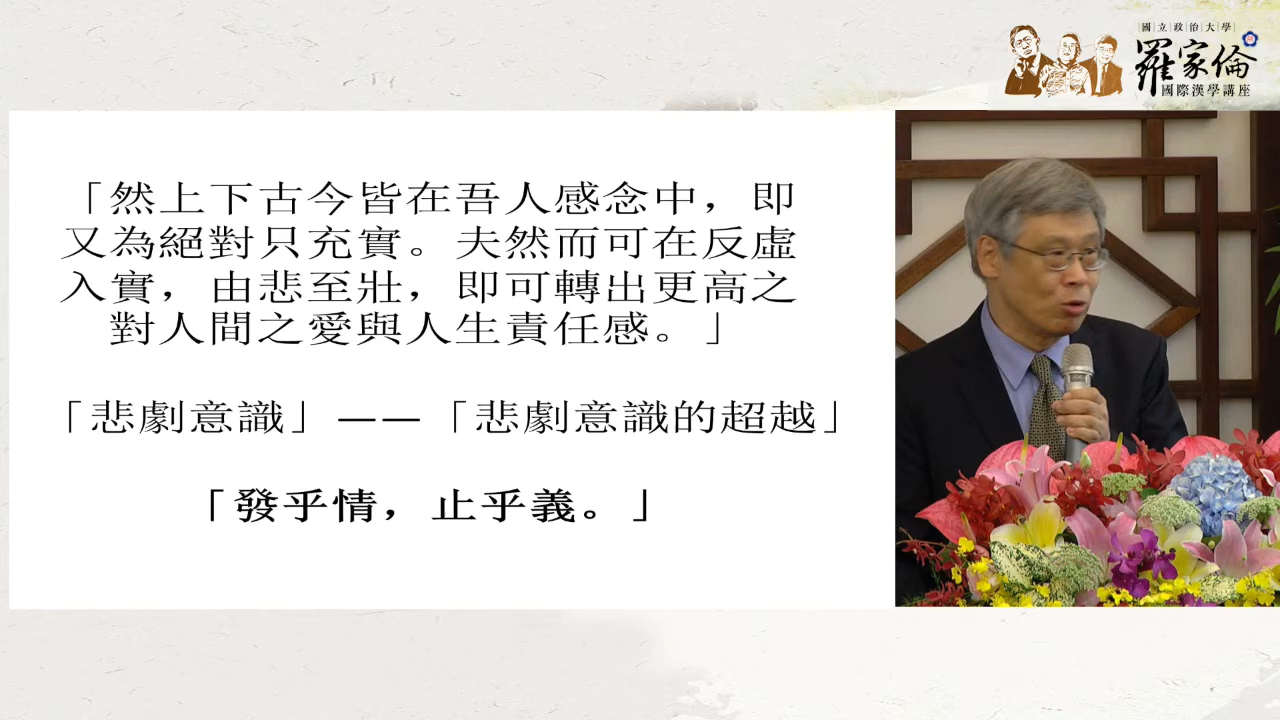 國立政治大學
羅家倫
國際漢學講座
「然上下古今皆在吾人感念中，即
又為絕對只充實。夫然而可在反虛
入實，由悲至壯，即可轉出更高之
對人間之愛與人生責任感。」
「悲劇意識」——「悲劇意識的超越」
「發乎情，止乎義。」